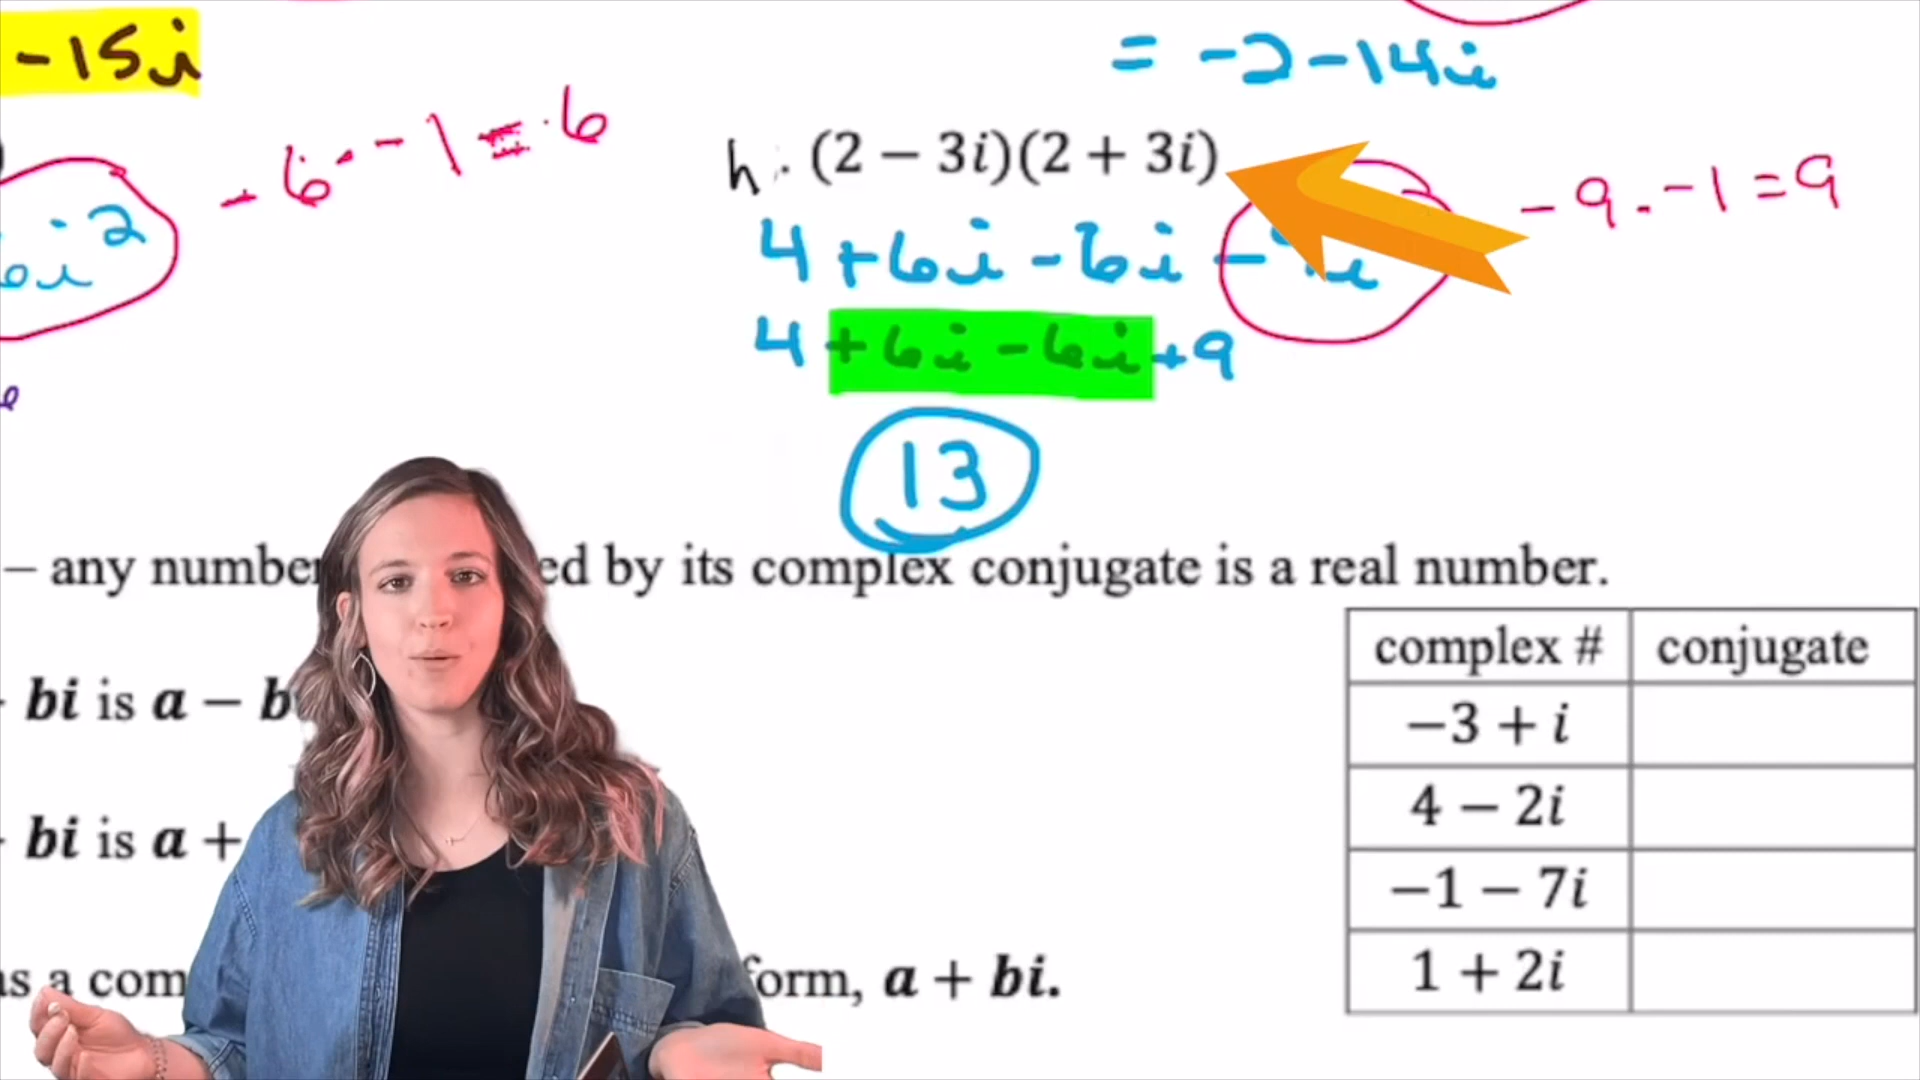 -15i
= -2-14i
- 6 · -1 = 6
h. (2 − 3i)(2 + 3i)
- 9 . -1 = 9
6i²
4 +6i -6i -
4 +6i -6i +9
13
– any number ed by its complex conjugate is a real number.
complex # conjugate
bi is a − b
−3 + i
4 − 2i
bi is a +
−1 − 7i
1 + 2i
as a com form, a + bi.